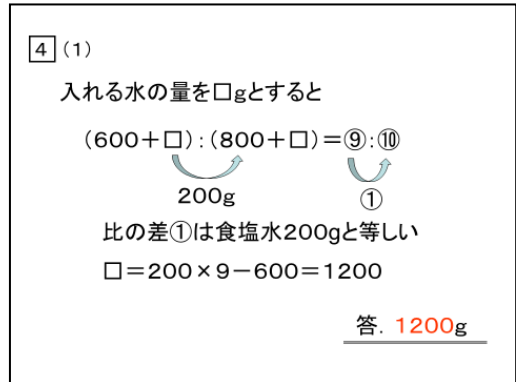 4 (1)
入れる水の量を□gとすると
(600+□):(800+□)=⑨:⑩
200g ①
比の差①は食塩水200gと等しい
□=200×9-600=1200
答. 1200g